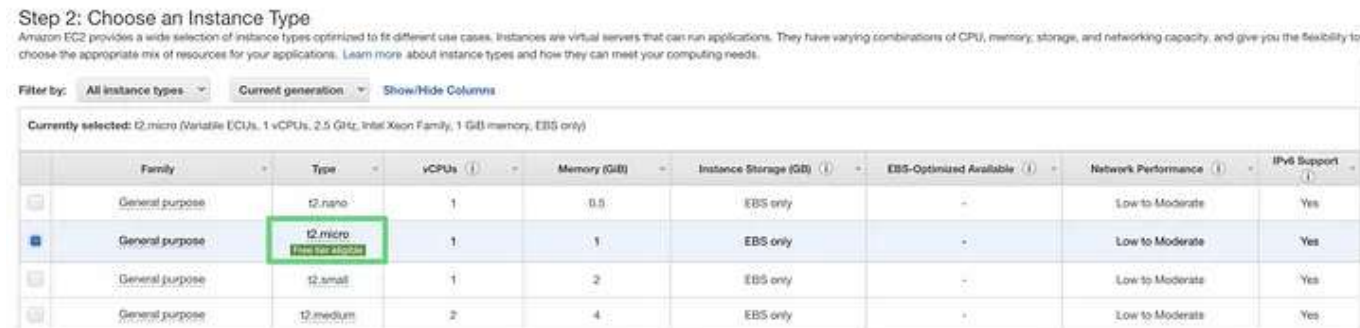 Step 2: Choose an Instance Type
Amazon EC2 provides a wide selection of instance types optimized to fit different use cases. Instances are virtual servers that can run applications. They have varying combinations of CPU, memory, storage, and networking capacity, and give you the flexibility to
choose the appropriate mix of resources for your applications. Learn more about instance types and how they can meet your computing needs.
Filter by: All instance types Current generation Show/Hide Columns
Currently selected: t2.micro (Variable ECUs, 1 vCPUs, 2.5 GHz, Intel Xeon Family, 1 GiB memory, EBS only)
Family Type vCPUs Memory (GiB) Instance Storage (GB) EBS-Optimized Available Network Performance IPv6 Support
General purpose t2.nano 1 0.5 EBS only - Low to Moderate Yes
General purpose t2.micro 1 1 EBS only - Low to Moderate Yes
Free tier eligible
General purpose t2.small 1 2 EBS only - Low to Moderate Yes
General purpose t2.medium 2 4 EBS only - Low to Moderate Yes